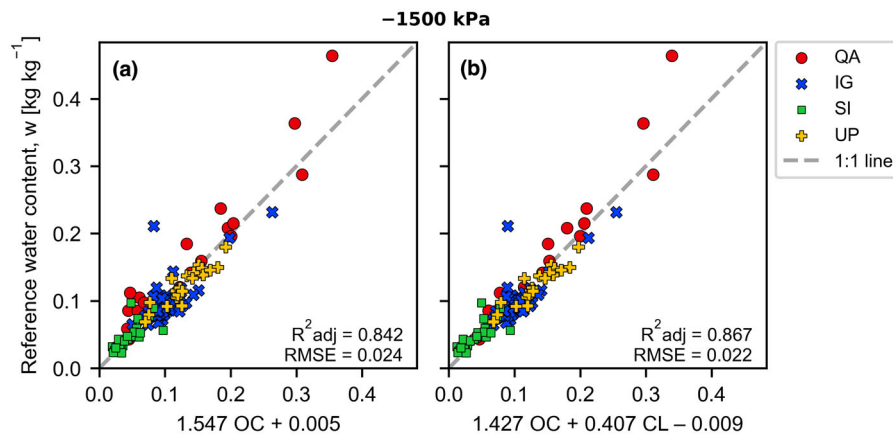 −1500 kPa
Reference water content, w [kg kg⁻¹]
(a)
0.4
0.3
0.2
0.1
0.0
R²adj = 0.842
RMSE = 0.024
0.0 0.1 0.2 0.3 0.4
1.547 OC + 0.005
(b)
R²adj = 0.867
RMSE = 0.022
0.0 0.1 0.2 0.3 0.4
1.427 OC + 0.407 CL − 0.009
QA
IG
SI
UP
1:1 line